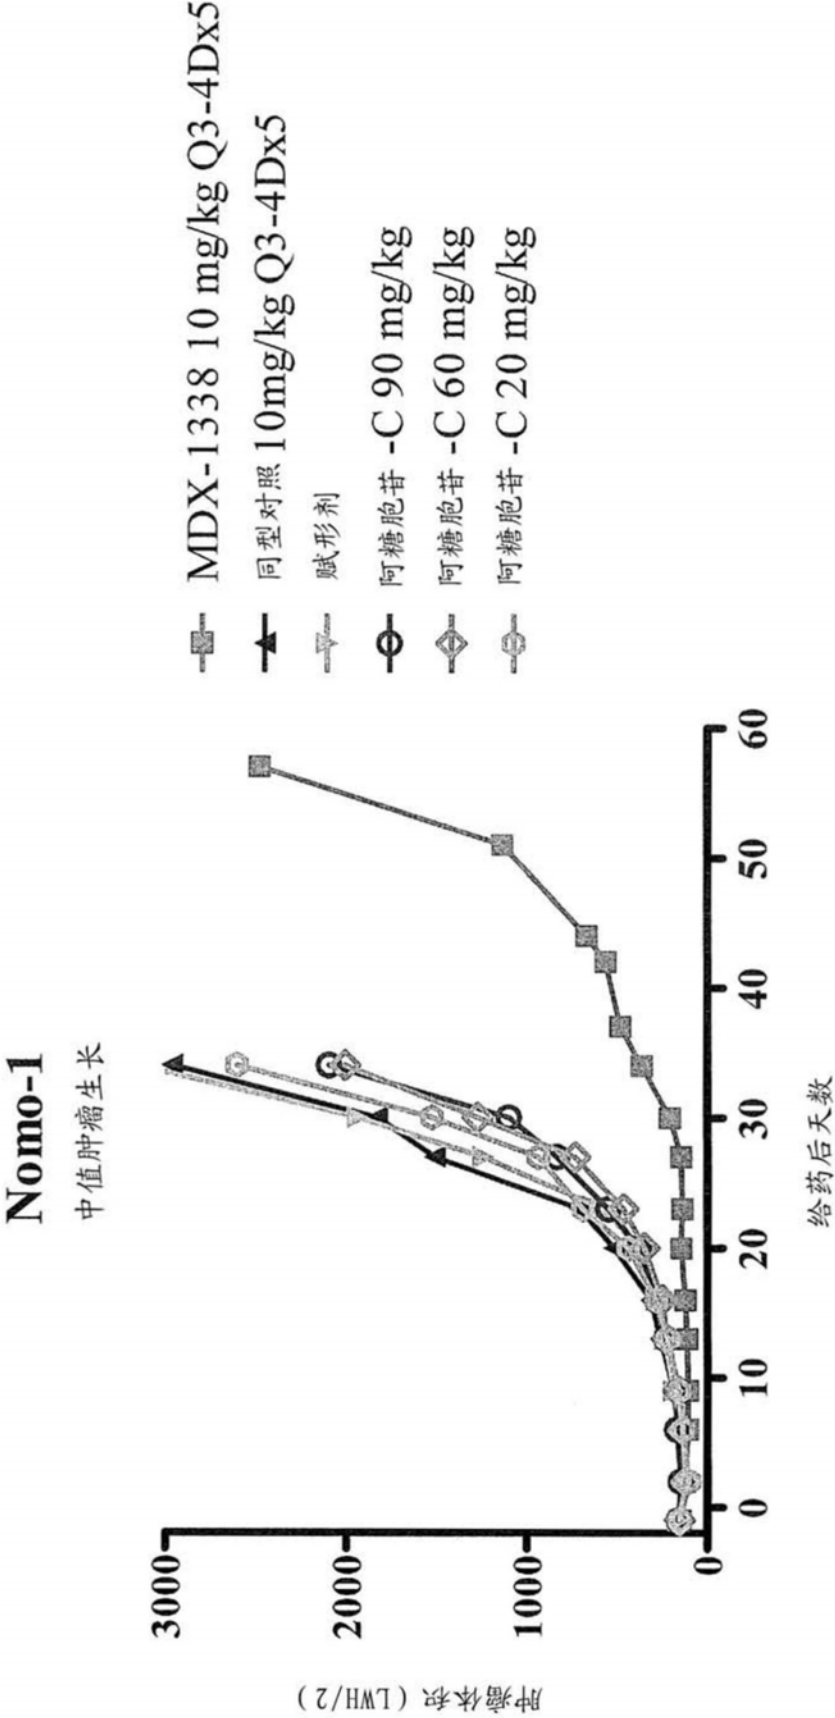 Nomo-1
中值肿瘤生长
肿瘤体积 (LWH/2)
3000
2000
1000
0
0
10
20
30
40
50
60
给药后天数
MDX-1338 10 mg/kg Q3-4Dx5
同型对照 10mg/kg Q3-4Dx5
赋形剂
阿糖胞苷 -C 90 mg/kg
阿糖胞苷 -C 60 mg/kg
阿糖胞苷 -C 20 mg/kg